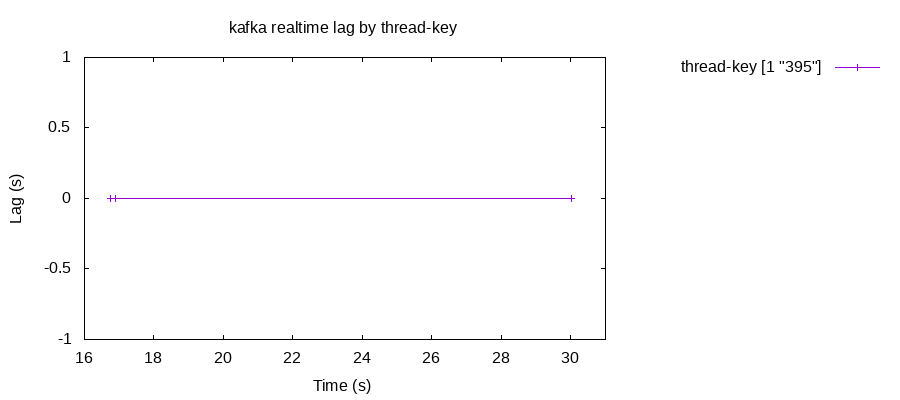 kafka realtime lag by thread-key
thread-key [1 "395"]
1
0.5
0
-0.5
-1
Lag (s)
16 18 20 22 24 26 28 30
Time (s)